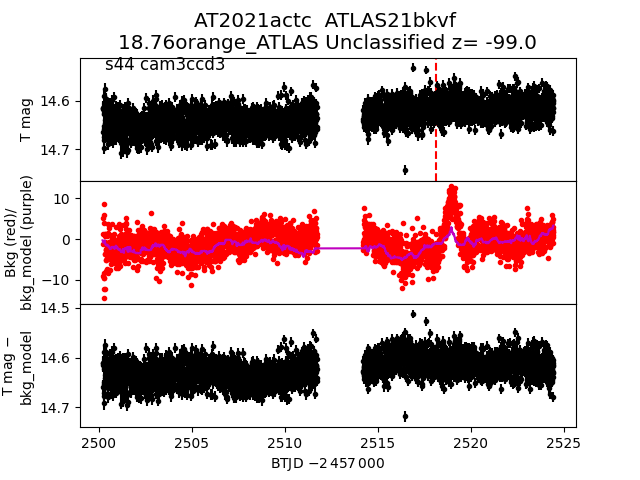 AT2021actc  ATLAS21bkvf
18.76orange_ATLAS Unclassified z= -99.0
s44 cam3ccd3
T mag
14.6
14.7
Bkg (red)/
bkg_model (purple)
10
0
−10
T mag −
bkg_model
14.5
14.6
14.7
2500
2505
2510
2515
2520
2525
BTJD −2 457 000